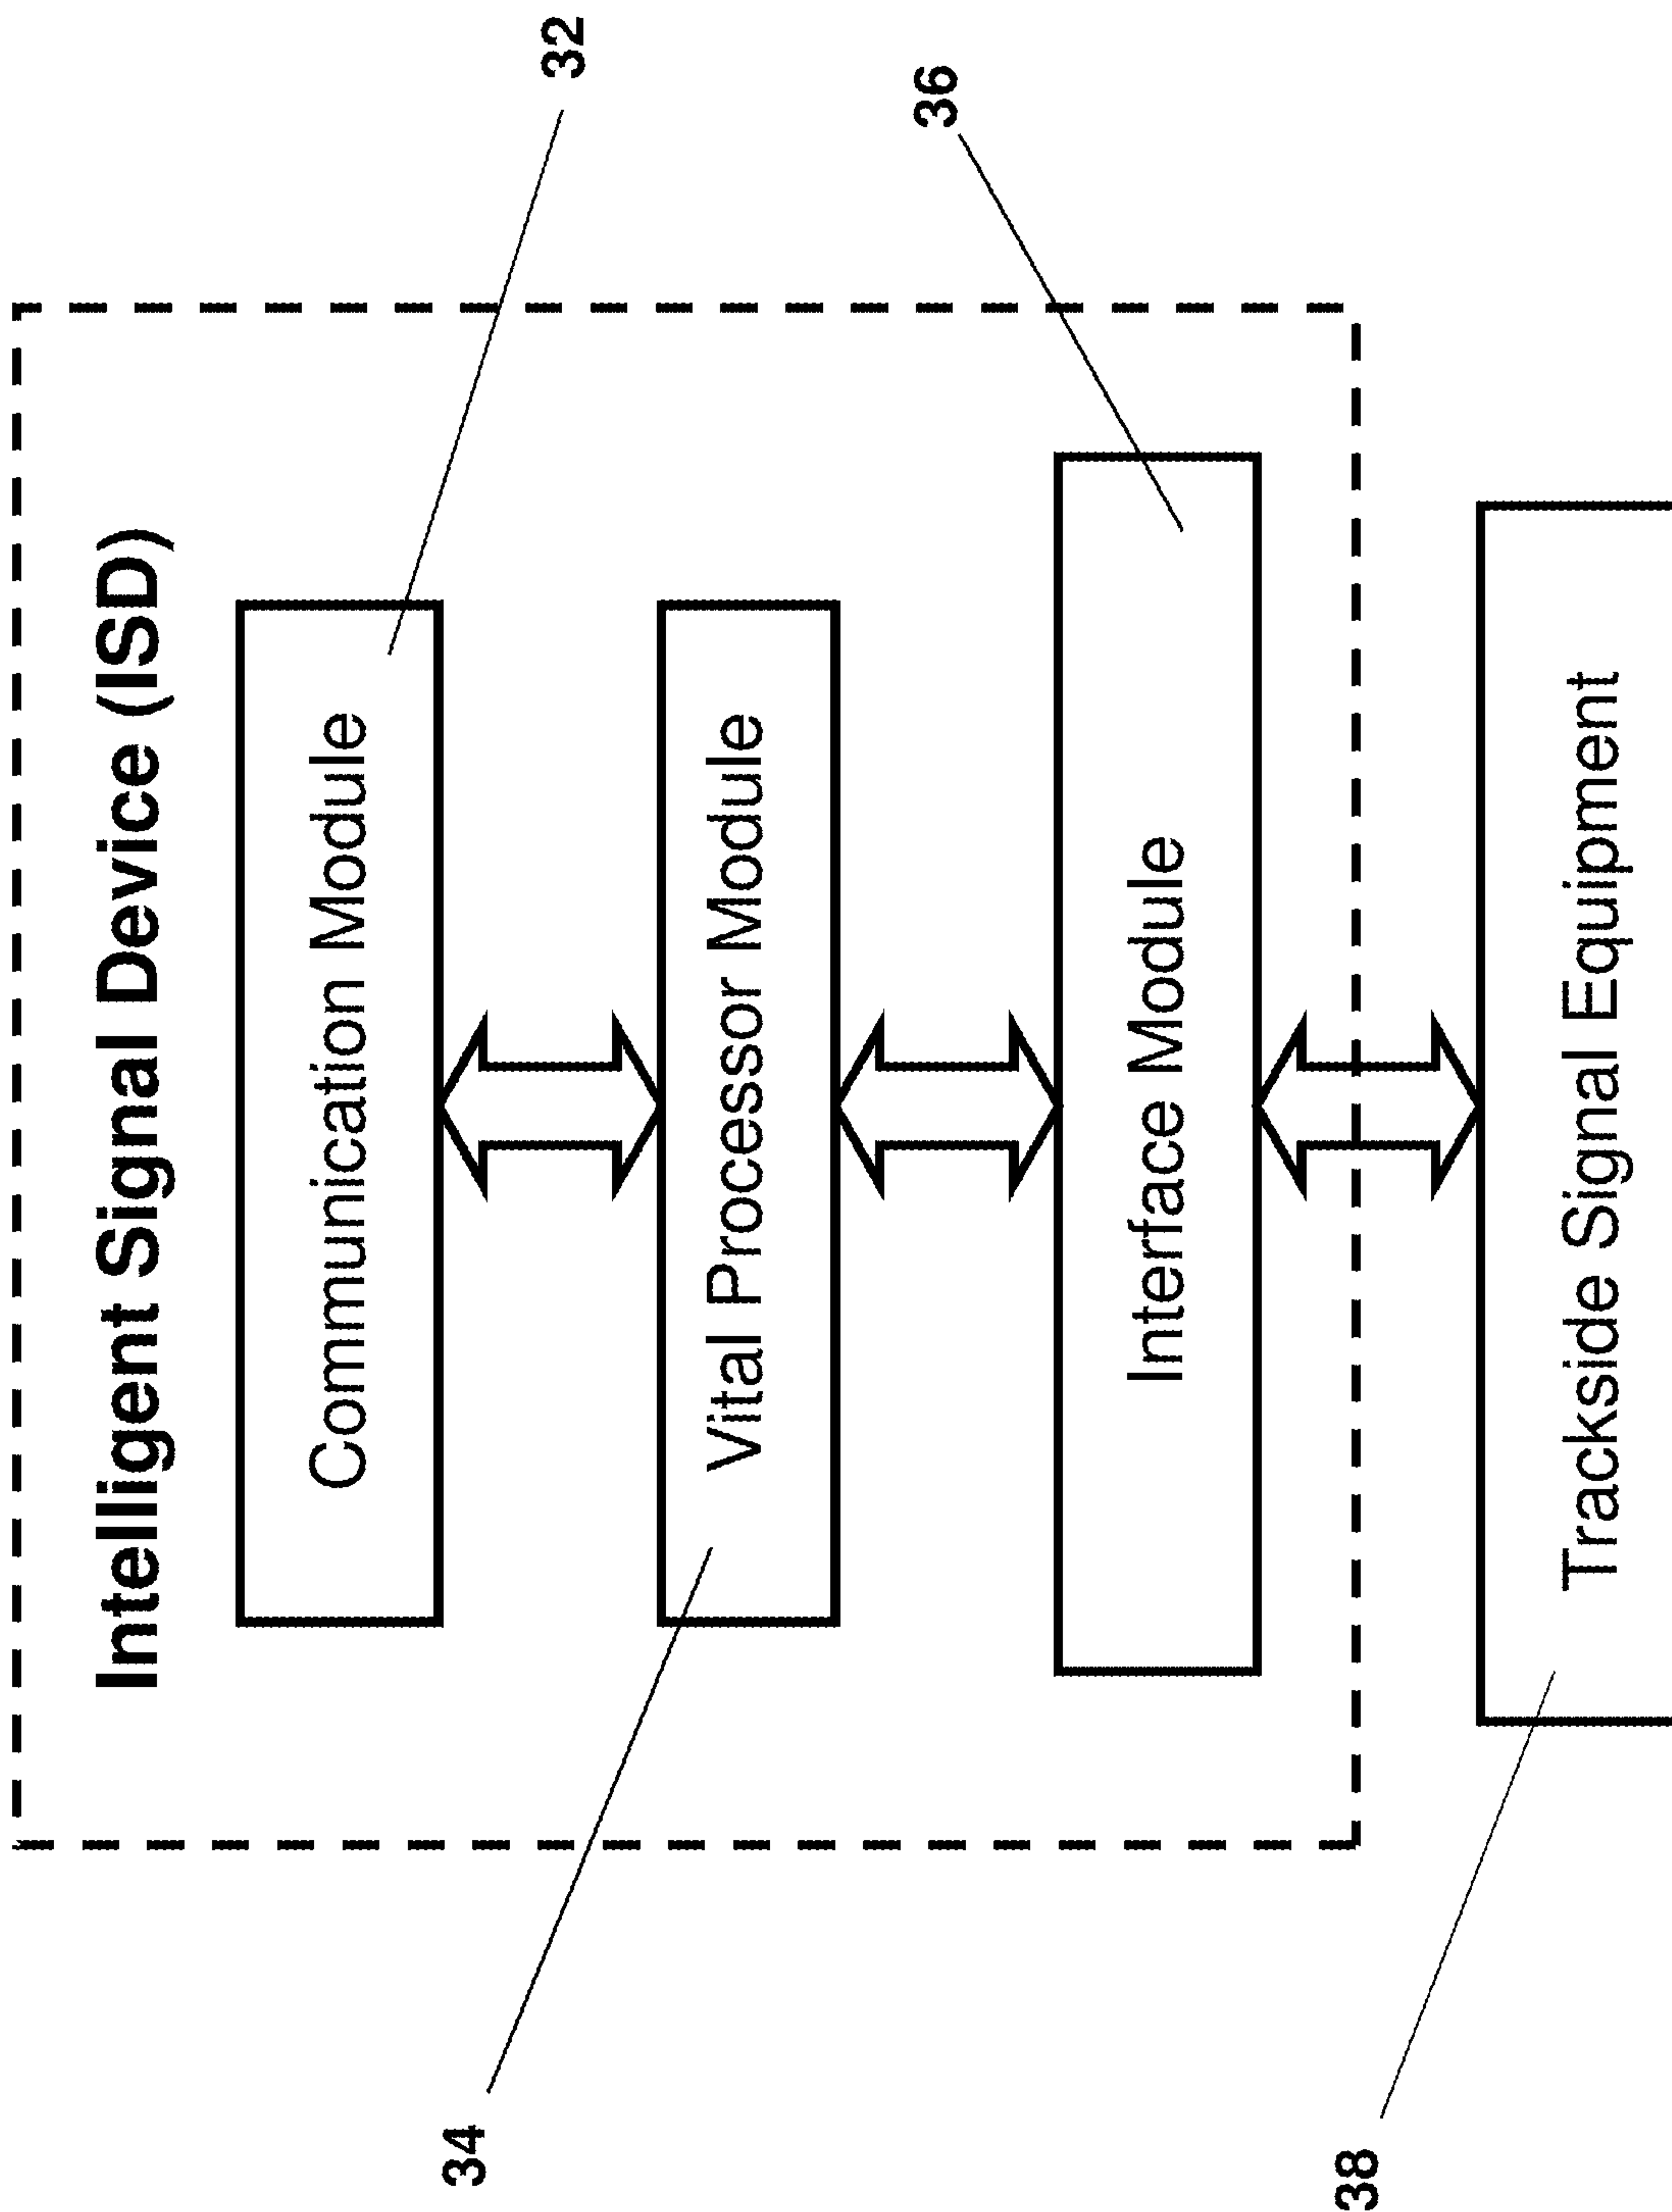 Intelligent Signal Device (ISD)
32
Communication Module
34
Vital Processor Module
36
Interface Module
38
Trackside Signal Equipment